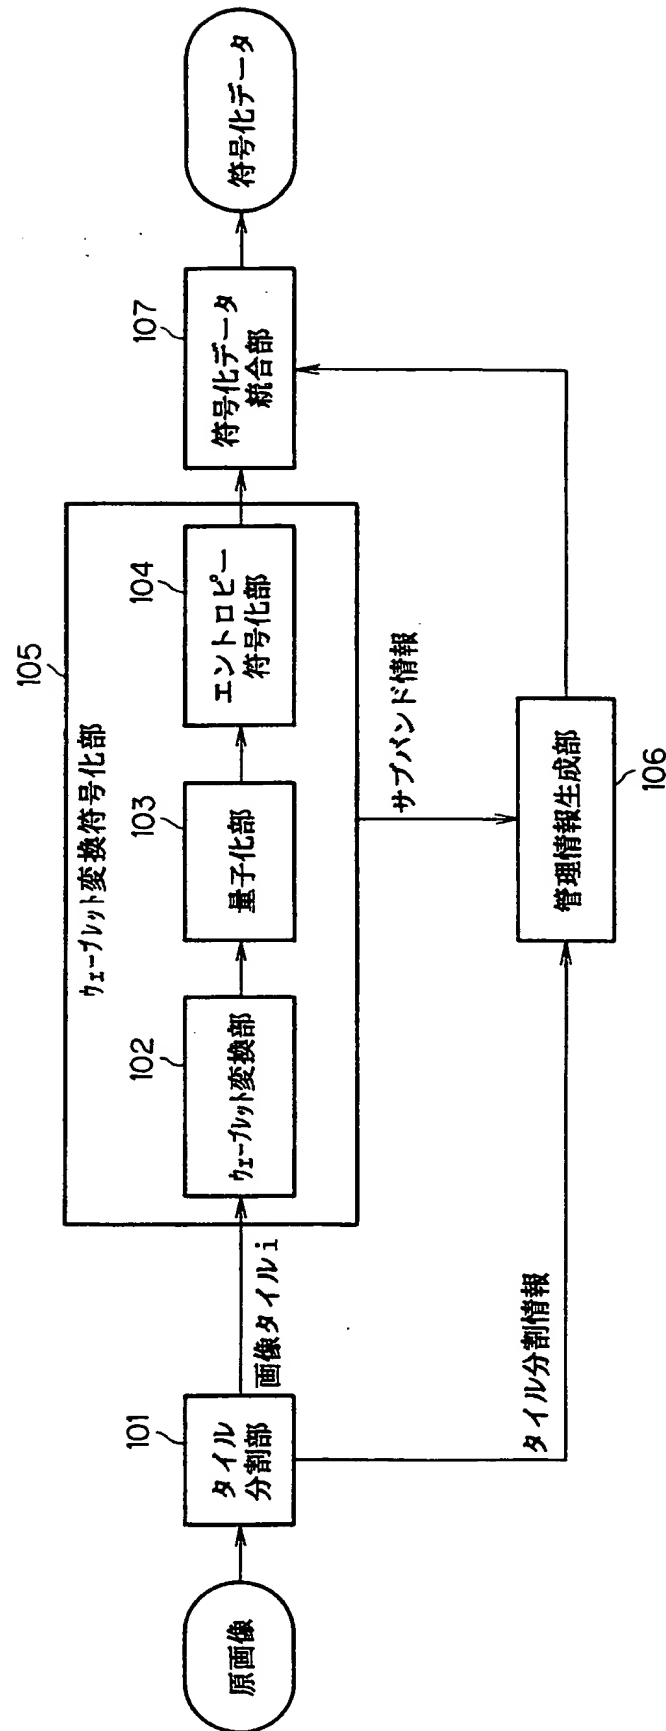 原画像
101
タイル
分割部
画像タイルi
タイル分割情報
105
ウェーブレット変換符号化部
102
ウェーブレット変換部
103
量子化部
104
エントロピー
符号化部
サブバンド情報
管理情報生成部
106
107
符号化データ
統合部
符号化データ